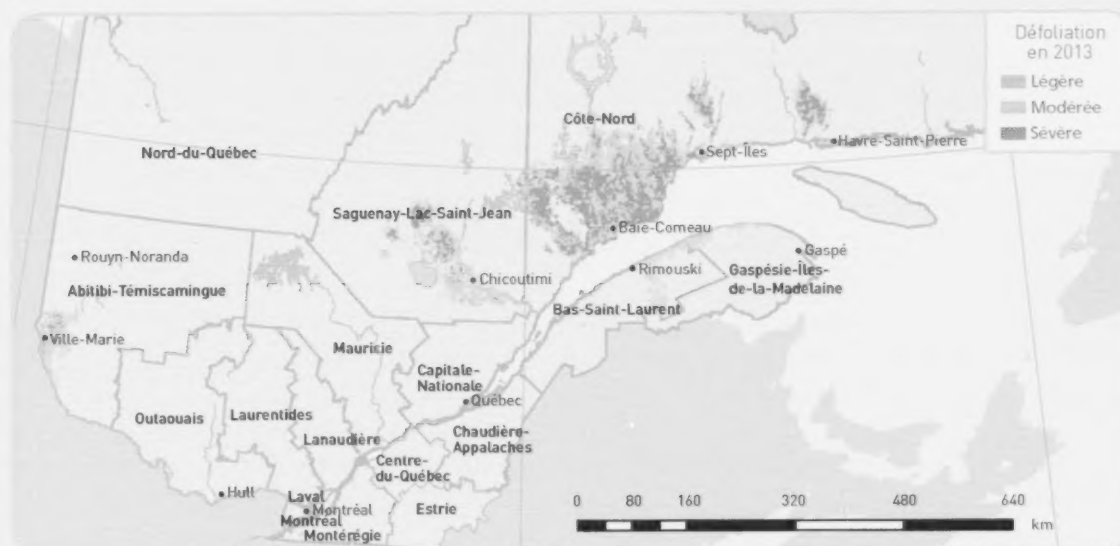 Défoliation
en 2013
Légère
Modérée
Sévère
Côte-Nord
Nord-du-Québec
Sept-Îles
Havre-Saint-Pierre
Saguenay-Lac-Saint-Jean
Baie-Comeau
Rouyn-Noranda
Gaspé
Rimouski
Chicoutimi
Gaspésie-Îles-
de-la-Madelaine
Abitibi-Témiscamingue
Bas-Saint-Laurent
Ville-Marie
Mauricie
Capitale-
Nationale
Québec
Outaouais
Laurentides
Lanaudière
Chaudière-
Appalaches
Centre-
du-Québec
Hull
Laval
Montréal
Montréal
Montérégie
Estrie
0 80 160 320 480 640
km